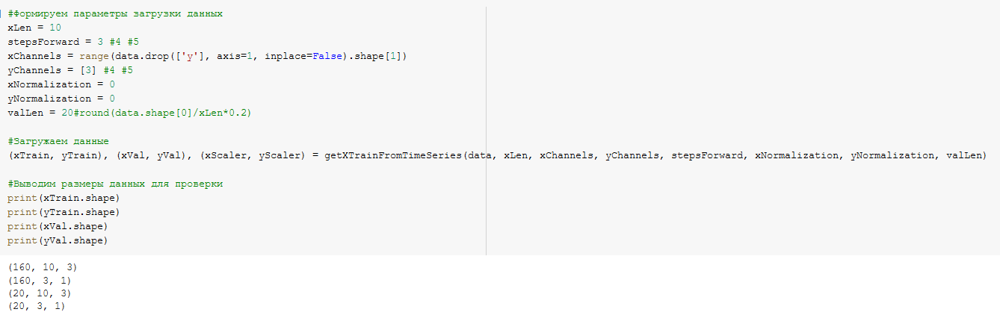 #Формируем параметры загрузки данных
xLen = 10
stepsForward = 3 #4 #5
xChannels = range(data.drop(['y'], axis=1, inplace=False).shape[1])
yChannels = [3] #4 #5
xNormalization = 0
yNormalization = 0
valLen = 20#round(data.shape[0]/xLen*0.2)
#Загружаем данные
(xTrain, yTrain), (xVal, yVal), (xScaler, yScaler) = getXTrainFromTimeSeries(data, xLen, xChannels, yChannels, stepsForward, xNormalization, yNormalization, valLen)
#Выводим размеры данных для проверки
print(xTrain.shape)
print(yTrain.shape)
print(xVal.shape)
print(yVal.shape)
(160, 10, 3)
(160, 3, 1)
(20, 10, 3)
(20, 3, 1)